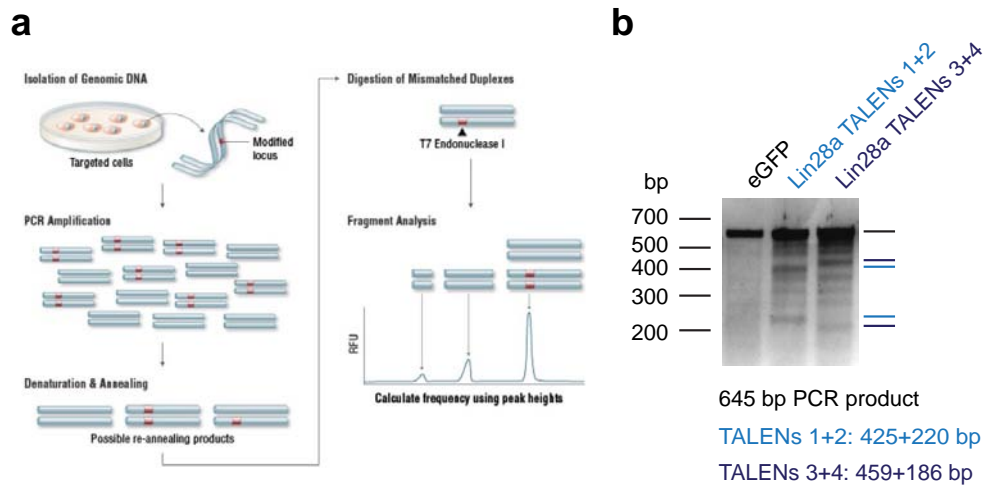 a
Isolation of Genomic DNA
Targeted cells
Modified
locus
PCR Amplification
Denaturation & Annealing
Possible re-annealing products
Digestion of Mismatched Duplexes
T7 Endonuclease I
Fragment Analysis
RFU
Calculate frequency using peak heights
b
eGFP
Lin28a TALENs 1+2
Lin28a TALENs 3+4
bp
700
500
400
300
200
645 bp PCR product
TALENs 1+2: 425+220 bp
TALENs 3+4: 459+186 bp